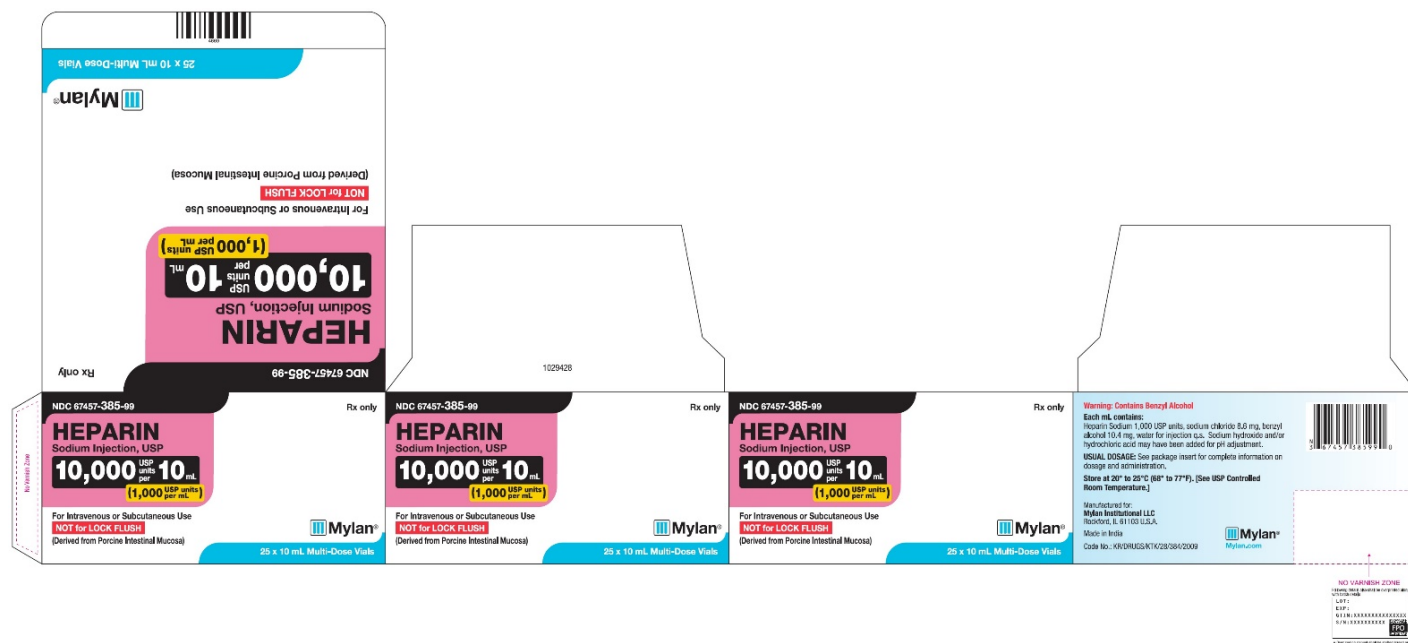 25 x 10 mL Multi-Dose Vials
Mylan®
(Derived from Porcine Intestinal Mucosa)
NOT for LOCK FLUSH
For Intravenous or Subcutaneous Use
(1,000 USP units per mL)
10,000 USP units per 10 mL
Sodium Injection, USP
HEPARIN
NDC 67457-385-99
Rx only
1029428
No Varnish Zone
NDC 67457-385-99
Rx only
HEPARIN
Sodium Injection, USP
10,000 USP units per 10 mL
(1,000 USP units per mL)
For Intravenous or Subcutaneous Use
NOT for LOCK FLUSH
(Derived from Porcine Intestinal Mucosa)
Mylan®
25 x 10 mL Multi-Dose Vials
NDC 67457-385-99
Rx only
HEPARIN
Sodium Injection, USP
10,000 USP units per 10 mL
(1,000 USP units per mL)
For Intravenous or Subcutaneous Use
NOT for LOCK FLUSH
(Derived from Porcine Intestinal Mucosa)
Mylan®
25 x 10 mL Multi-Dose Vials
NDC 67457-385-99
Rx only
HEPARIN
Sodium Injection, USP
10,000 USP units per 10 mL
(1,000 USP units per mL)
For Intravenous or Subcutaneous Use
NOT for LOCK FLUSH
(Derived from Porcine Intestinal Mucosa)
Mylan®
25 x 10 mL Multi-Dose Vials
Warning: Contains Benzyl Alcohol
Each mL contains:
Heparin Sodium 1,000 USP units, sodium chloride 8.6 mg, benzyl
alcohol 10.4 mg, water for injection q.s. Sodium hydroxide and/or
hydrochloric acid may have been added for pH adjustment.
USUAL DOSAGE: See package insert for complete information on
dosage and administration.
Store at 20° to 25°C (68° to 77°F). [See USP Controlled
Room Temperature.]
Manufactured for:
Mylan Institutional LLC
Rockford, IL 61103 U.S.A.
Made in India
Code No.: KR/DRUGS/KTK/28/384/2009
Mylan®
Mylan.com
N
3 67457 38599 0
NO VARNISH ZONE
LOT:
EXP:
GTIN:XXXXXXXXXXXXXX
S/N:XXXXXXXXXX
FPO